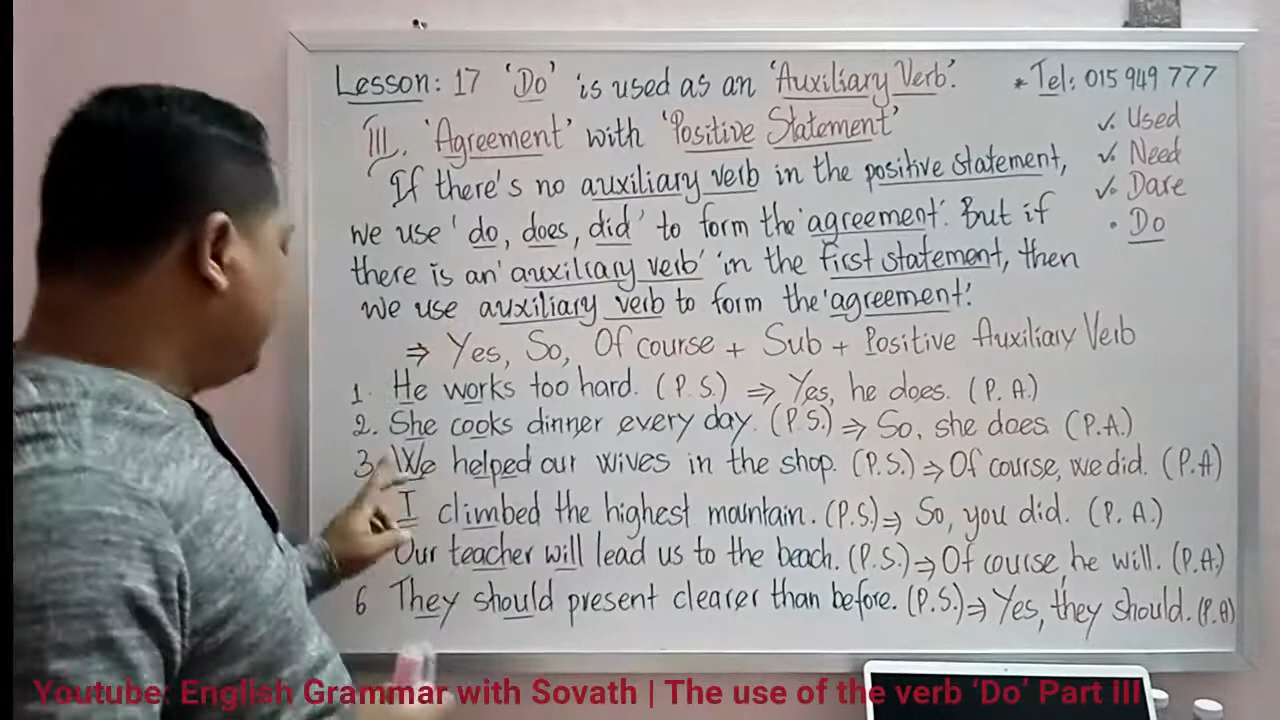 Lesson: 17 'Do' is used as an 'Auxiliary Verb'.
* Tel: 015 949 777
III. 'Agreement' with 'Positive Statement'
If there's no auxiliary verb in the positive statement,
we use 'do, does, did' to form the 'agreement'. But if
there is an 'auxiliary verb' in the first statement, then
we use auxiliary verb to form the 'agreement'.
✓. Used
✓. Need
✓. Dare
• Do
⇒ Yes, So, Of course + Sub + Positive Auxiliary Verb
1. He works too hard. (P.S.) ⇒ Yes, he does. (P.A.)
2. She cooks dinner every day. (P.S.) ⇒ So, she does. (P.A.)
3. We helped our wives in the shop. (P.S.) ⇒ Of course, we did. (P.A)
I climbed the highest mountain. (P.S.) ⇒ So, you did. (P.A.)
Our teacher will lead us to the beach. (P.S.) ⇒ Of course, he will. (P.A.)
6 They should present clearer than before. (P.S.) ⇒ Yes, they should. (P.A)
Youtube: English Grammar with Sovath | The use of the verb ‘Do’ Part III